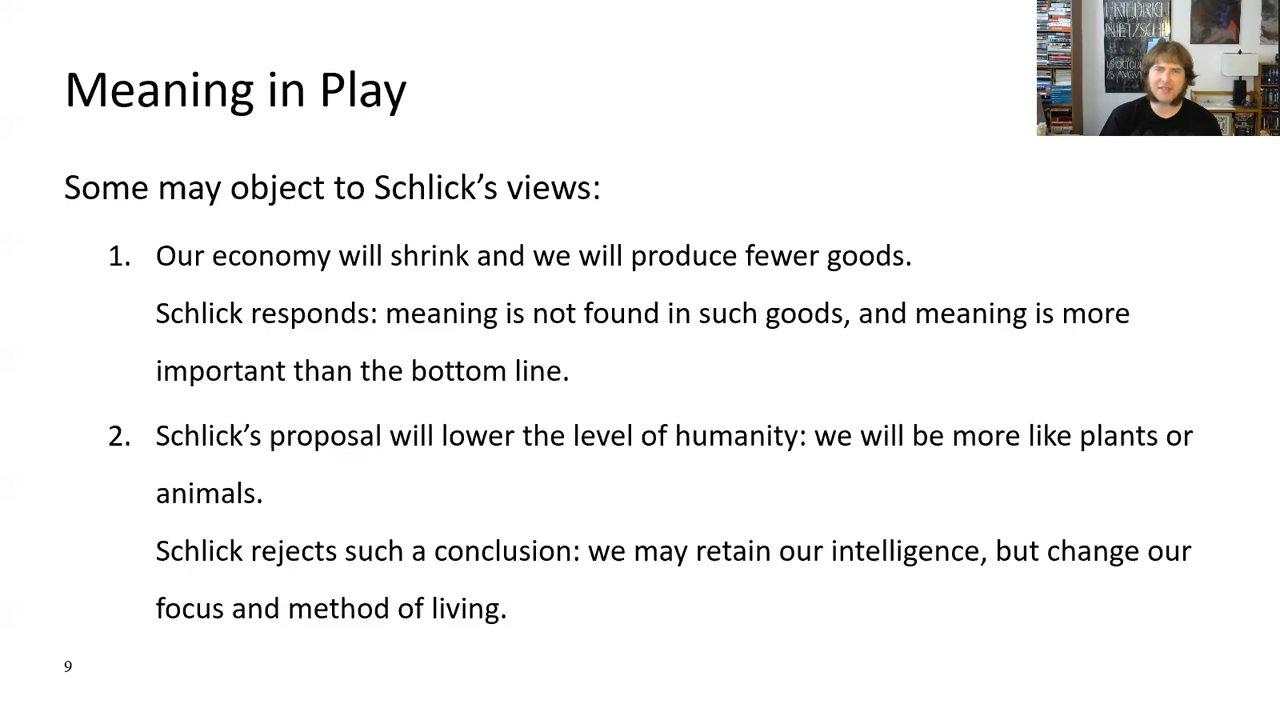 FRIEDRICH
NIETZSCHE
Meaning in Play
Some may object to Schlick’s views:
1. Our economy will shrink and we will produce fewer goods.
Schlick responds: meaning is not found in such goods, and meaning is more
important than the bottom line.
2. Schlick’s proposal will lower the level of humanity: we will be more like plants or
animals.
Schlick rejects such a conclusion: we may retain our intelligence, but change our
focus and method of living.
9